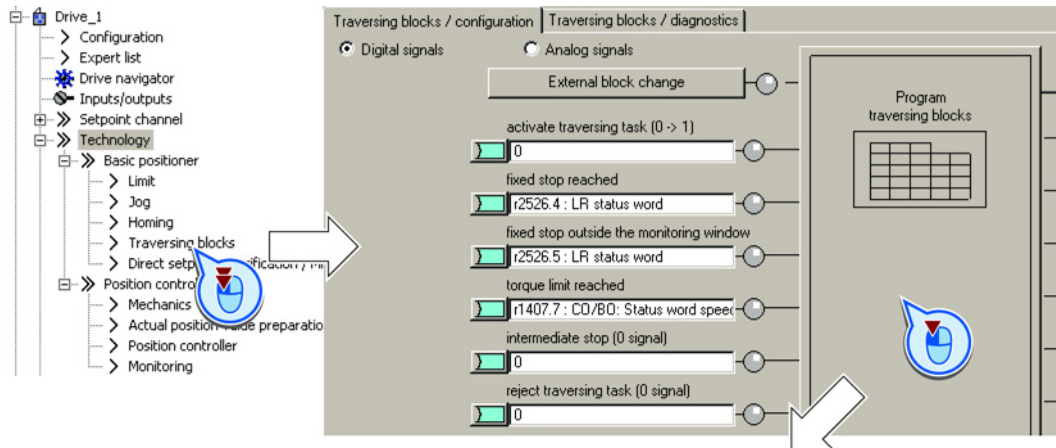 Drive_1
Configuration
Expert list
Drive navigator
Inputs/outputs
Setpoint channel
Technology
Basic positioner
Limit
Jog
Homing
Traversing blocks
Direct setp
Position contro
Mechanics
Actual position value preparatio
Position controller
Monitoring
Traversing blocks / configuration
Traversing blocks / diagnostics
Digital signals
Analog signals
External block change
activate traversing task (0 -> 1)
0
fixed stop reached
r2526.4 : LR status word
fixed stop outside the monitoring window
r2526.5 : LR status word
torque limit reached
r1407.7 : CO/BO: Status word speec
intermediate stop (0 signal)
0
reject traversing task (0 signal)
0
Program
traversing blocks